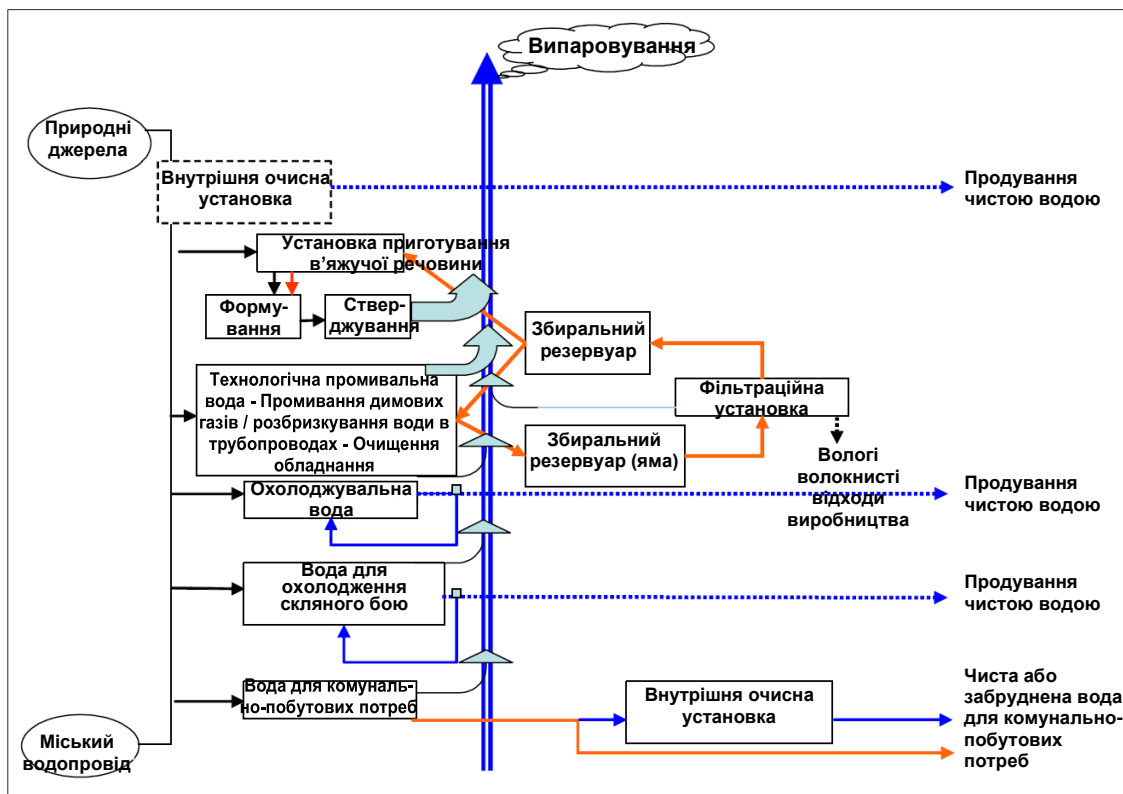 Випаровування
Природні
джерела
Внутрішня очисна
установка
Продування
чистою водою
Установка приготування
в’яжучої речовини
Форму-
вання
Ствер-
джування
Збиральний
резервуар
Технологічна промивальна
вода - Промивання димових
газів / розбризкування води в
трубопроводах - Очищення
обладнання
Фільтраційна
установка
Збиральний
резервуар (яма)
Вологі
волокнисті
відходи
виробництва
Охолоджувальна
вода
Продування
чистою водою
Вода для
охолодження
скляного бою
Продування
чистою водою
Вода для комуналь-
но-побутових потреб
Внутрішня очисна
установка
Чиста або
забруднена вода
для комунально-
побутових
потреб
Міський
водопровід